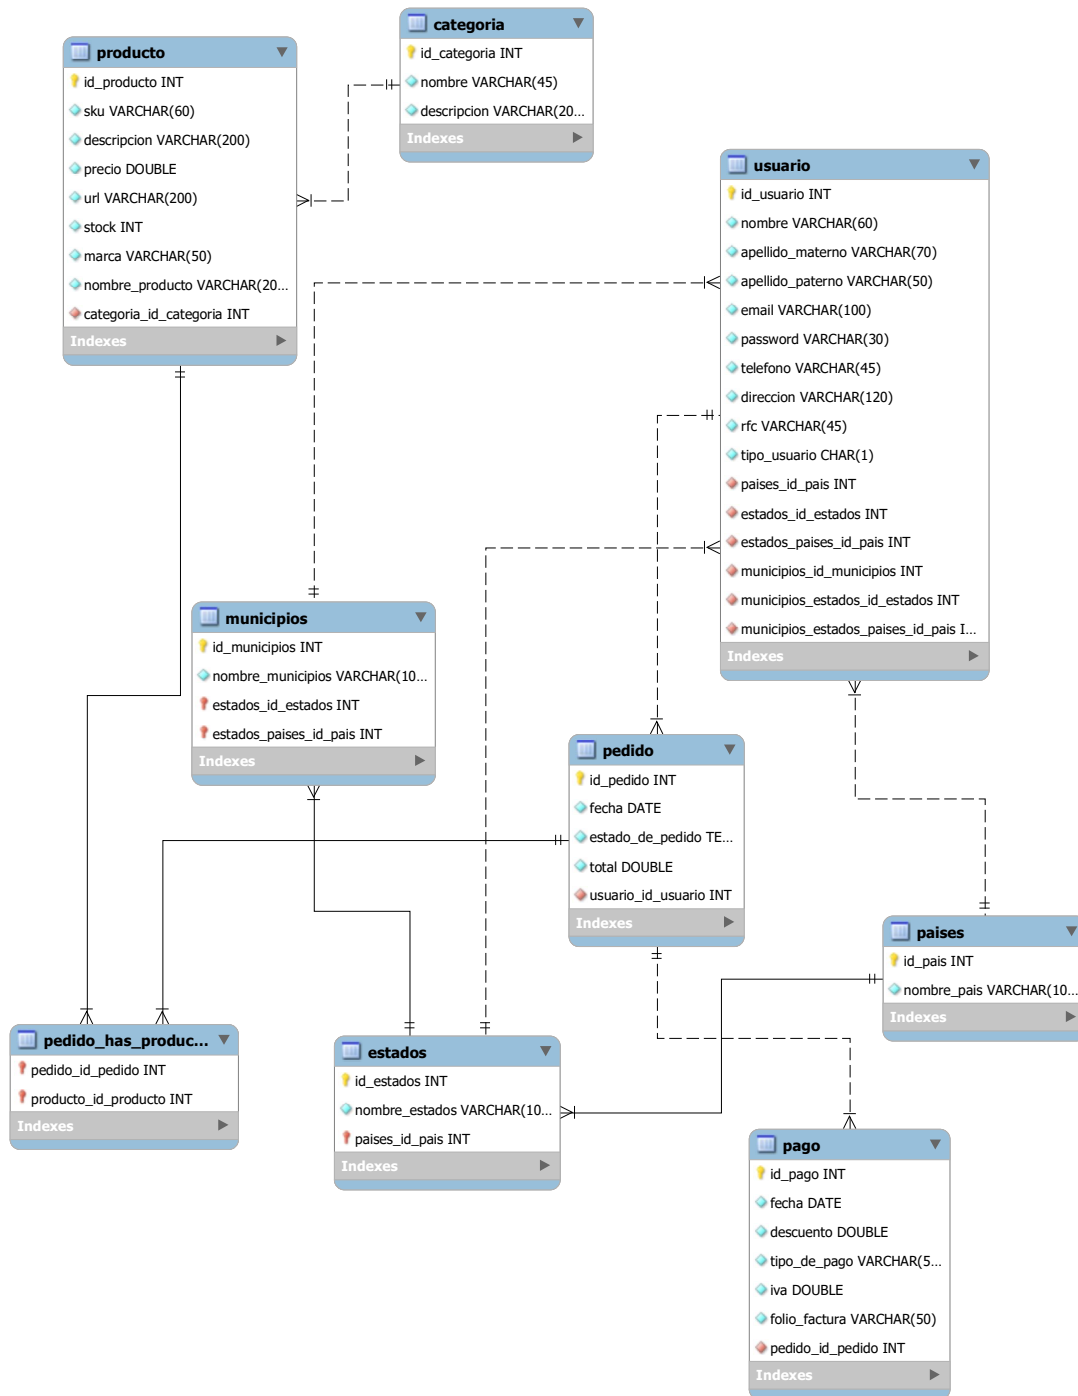 categoria
id_categoria INT
nombre VARCHAR(45)
descripcion VARCHAR(20...
Indexes
producto
id_producto INT
sku VARCHAR(60)
descripcion VARCHAR(200)
precio DOUBLE
url VARCHAR(200)
stock INT
marca VARCHAR(50)
nombre_producto VARCHAR(20...
categoria_id_categoria INT
Indexes
usuario
id_usuario INT
nombre VARCHAR(60)
apellido_materno VARCHAR(70)
apellido_paterno VARCHAR(50)
email VARCHAR(100)
password VARCHAR(30)
telefono VARCHAR(45)
direccion VARCHAR(120)
rfc VARCHAR(45)
tipo_usuario CHAR(1)
paises_id_pais INT
estados_id_estados INT
estados_paises_id_pais INT
municipios_id_municipios INT
municipios_estados_id_estados INT
municipios_estados_paises_id_pais I...
Indexes
municipios
id_municipios INT
nombre_municipios VARCHAR(10...
estados_id_estados INT
estados_paises_id_pais INT
Indexes
pedido
id_pedido INT
fecha DATE
estado_de_pedido TE...
total DOUBLE
usuario_id_usuario INT
Indexes
paises
id_pais INT
nombre_pais VARCHAR(10...
Indexes
pedido_has_produc...
pedido_id_pedido INT
producto_id_producto INT
Indexes
estados
id_estados INT
nombre_estados VARCHAR(10...
paises_id_pais INT
Indexes
pago
id_pago INT
fecha DATE
descuento DOUBLE
tipo_de_pago VARCHAR(5...
iva DOUBLE
folio_factura VARCHAR(50)
pedido_id_pedido INT
Indexes